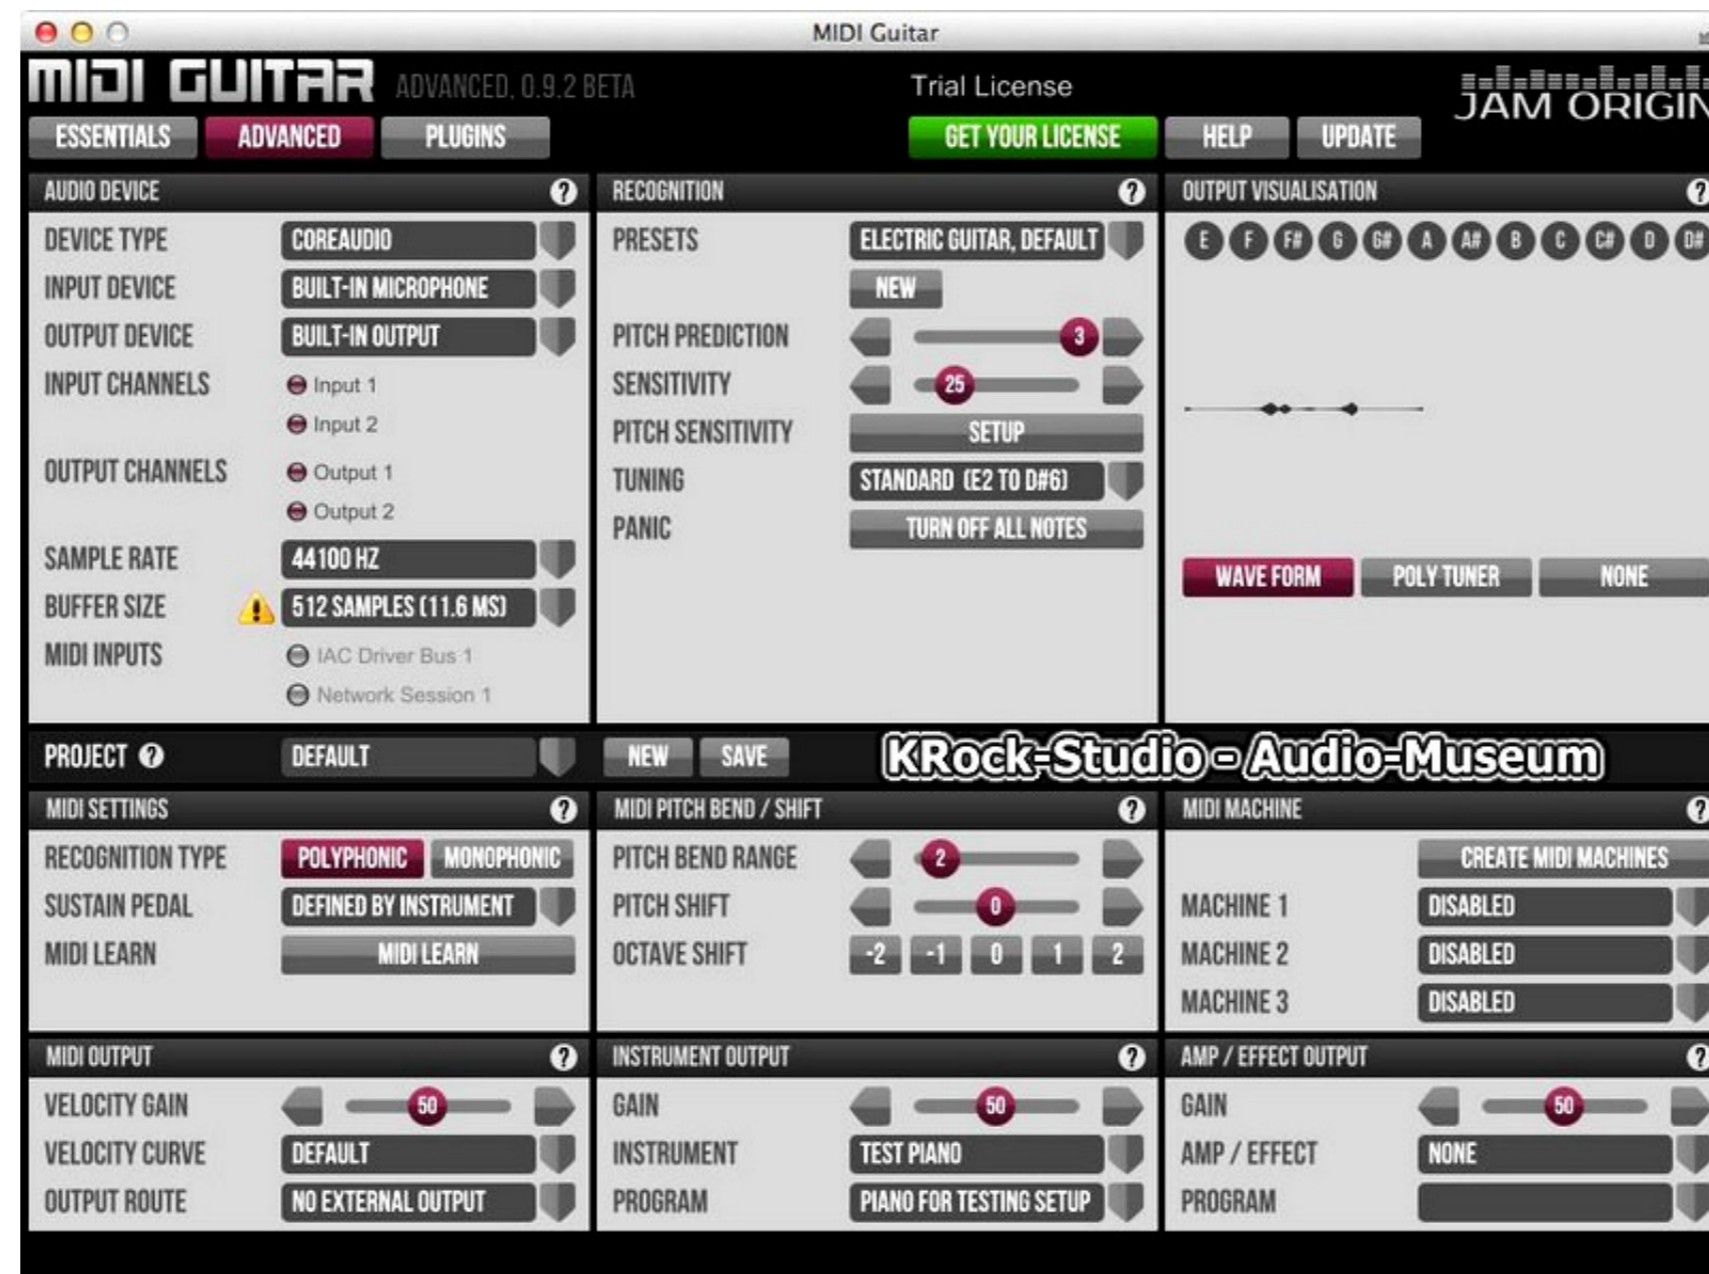 MIDI Guitar
MIDI GUITAR ADVANCED, 0.9.2 BETA
Trial License
JAM ORIGIN
ESSENTIALS ADVANCED PLUGINS GET YOUR LICENSE HELP UPDATE
AUDIO DEVICE ?
DEVICE TYPE COREAUDIO
INPUT DEVICE BUILT-IN MICROPHONE
OUTPUT DEVICE BUILT-IN OUTPUT
INPUT CHANNELS Input 1
Input 2
OUTPUT CHANNELS Output 1
Output 2
SAMPLE RATE 44100 HZ
BUFFER SIZE 512 SAMPLES (11.6 MS)
MIDI INPUTS IAC Driver Bus 1
Network Session 1
RECOGNITION ?
PRESETS ELECTRIC GUITAR, DEFAULT
NEW
PITCH PREDICTION 3
SENSITIVITY 25
PITCH SENSITIVITY SETUP
TUNING STANDARD (E2 TO D#6)
PANIC TURN OFF ALL NOTES
OUTPUT VISUALISATION ?
E F F# G G# A A# B C C# D D#
WAVE FORM POLY TUNER NONE
PROJECT ? DEFAULT NEW SAVE
KRock-Studio - Audio-Museum
MIDI SETTINGS ?
RECOGNITION TYPE POLYPHONIC MONOPHONIC
SUSTAIN PEDAL DEFINED BY INSTRUMENT
MIDI LEARN MIDI LEARN
MIDI PITCH BEND / SHIFT ?
PITCH BEND RANGE 2
PITCH SHIFT 0
OCTAVE SHIFT -2 -1 0 1 2
MIDI MACHINE ?
CREATE MIDI MACHINES
MACHINE 1 DISABLED
MACHINE 2 DISABLED
MACHINE 3 DISABLED
MIDI OUTPUT ?
VELOCITY GAIN 50
VELOCITY CURVE DEFAULT
OUTPUT ROUTE NO EXTERNAL OUTPUT
INSTRUMENT OUTPUT ?
GAIN 50
INSTRUMENT TEST PIANO
PROGRAM PIANO FOR TESTING SETUP
AMP / EFFECT OUTPUT ?
GAIN 50
AMP / EFFECT NONE
PROGRAM